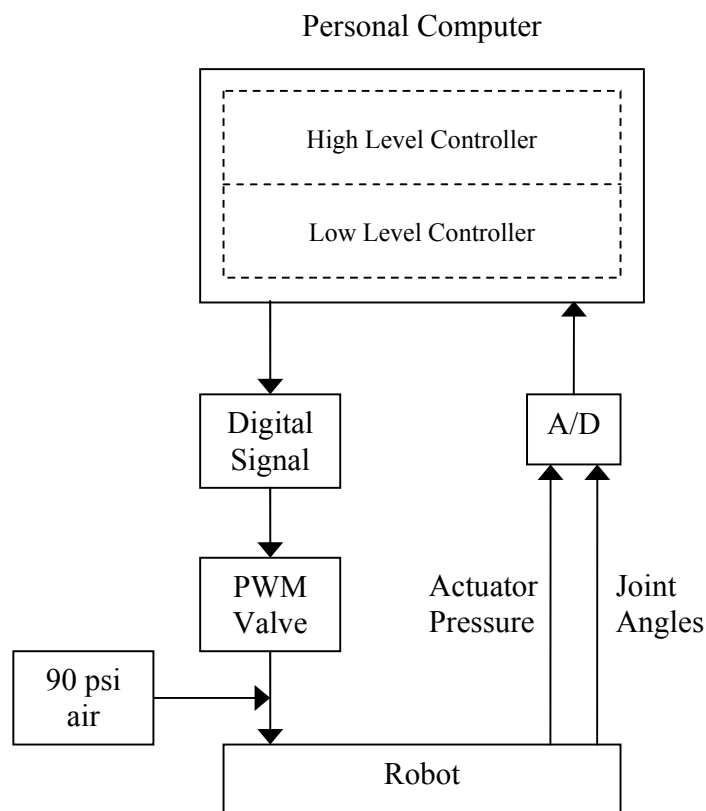 Personal Computer
High Level Controller
Low Level Controller
Digital
Signal
A/D
PWM
Valve
Actuator
Pressure
Joint
Angles
90 psi
air
Robot